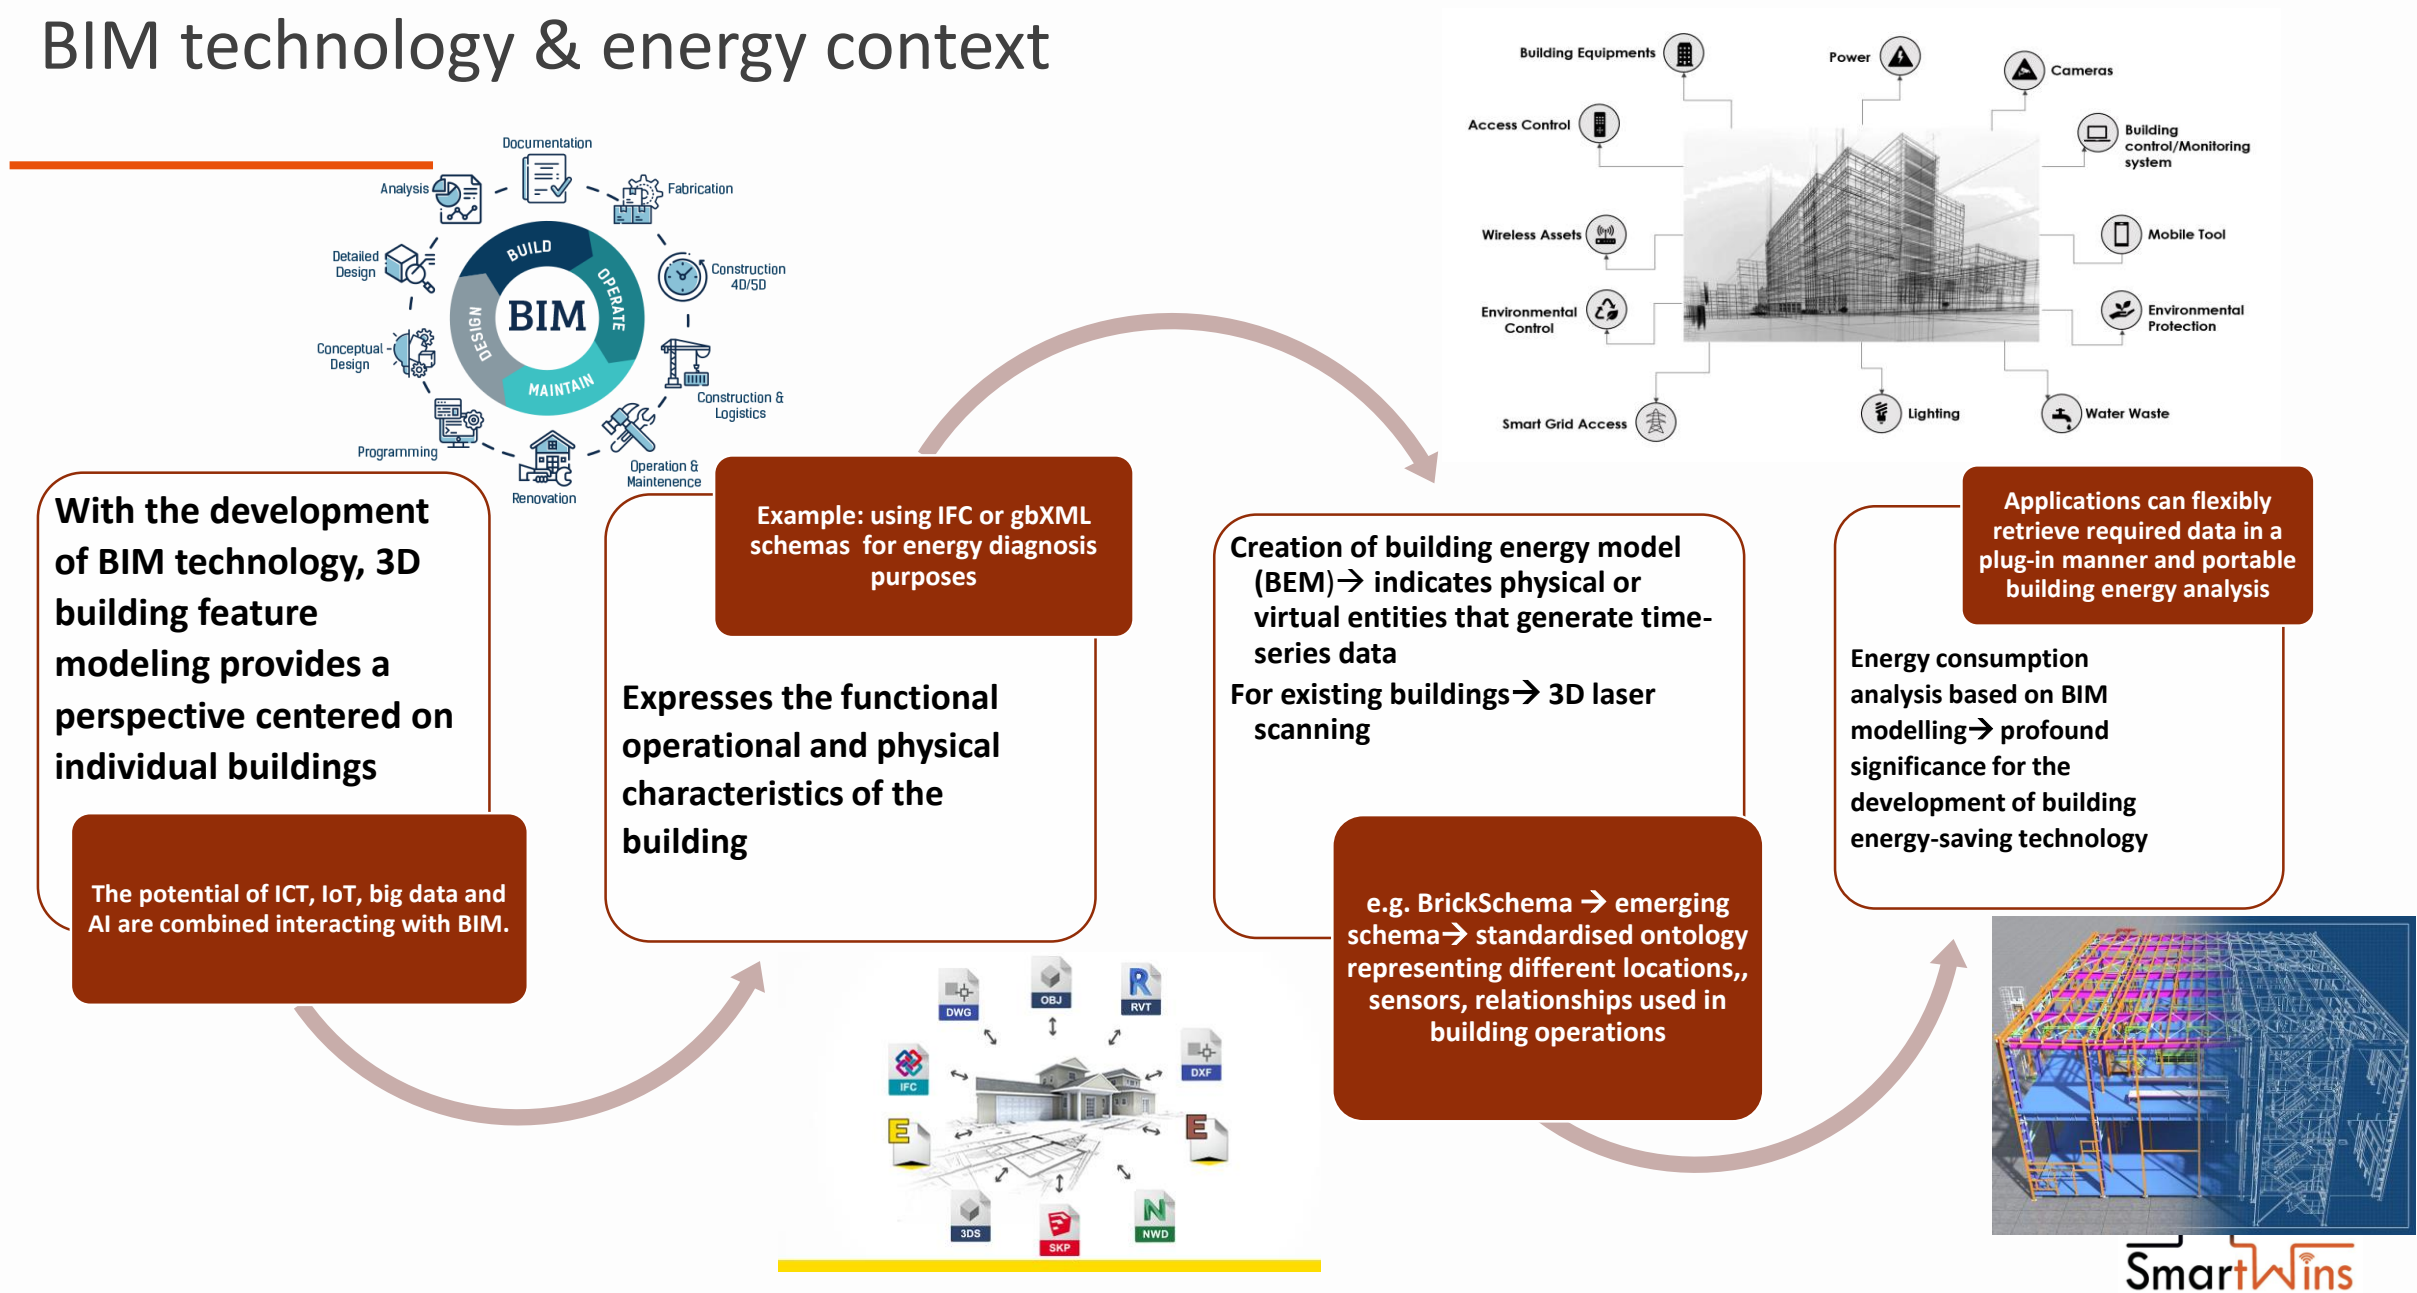 BIM technology & energy context
Documentation
Analysis
Fabrication
Detailed
Design
Construction
4D/5D
Conceptual
Design
Construction &
Logistics
Programming
Operation &
Maintenence
Renovation
BUILD
OPERATE
MAINTAIN
DESIGN
BIM
Building Equipments
Power
Cameras
Access Control
Building
control/Monitoring
system
Wireless Assets
Mobile Tool
Environmental
Control
Environmental
Protection
Smart Grid Access
Lighting
Water Waste
With the development
of BIM technology, 3D
building feature
modeling provides a
perspective centered on
individual buildings
The potential of ICT, IoT, big data and
AI are combined interacting with BIM.
Example: using IFC or gbXML
schemas for energy diagnosis
purposes
Expresses the functional
operational and physical
characteristics of the
building
DWG
OBJ
R
RVT
IFC
DXF
E
E
3DS
SKP
N
NWD
Creation of building energy model
(BEM)→ indicates physical or
virtual entities that generate time-
series data
For existing buildings→ 3D laser
scanning
e.g. BrickSchema → emerging
schema→ standardised ontology
representing different locations,,
sensors, relationships used in
building operations
Applications can flexibly
retrieve required data in a
plug-in manner and portable
building energy analysis
Energy consumption
analysis based on BIM
modelling→ profound
significance for the
development of building
energy-saving technology
SmartWins